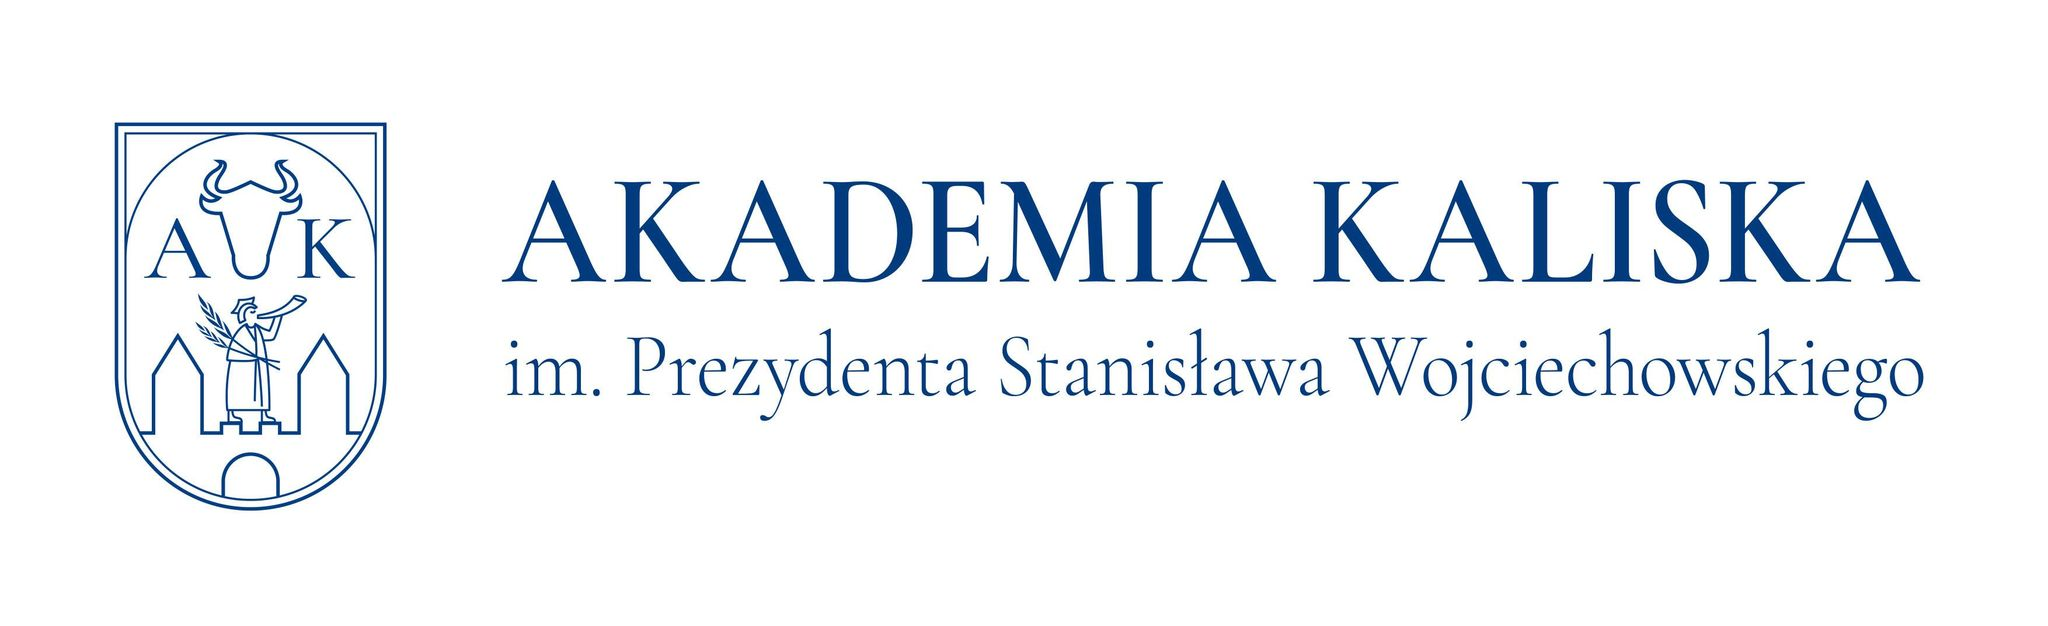 A K
AKADEMIA KALISKA
im. Prezydenta Stanisława Wojciechowskiego